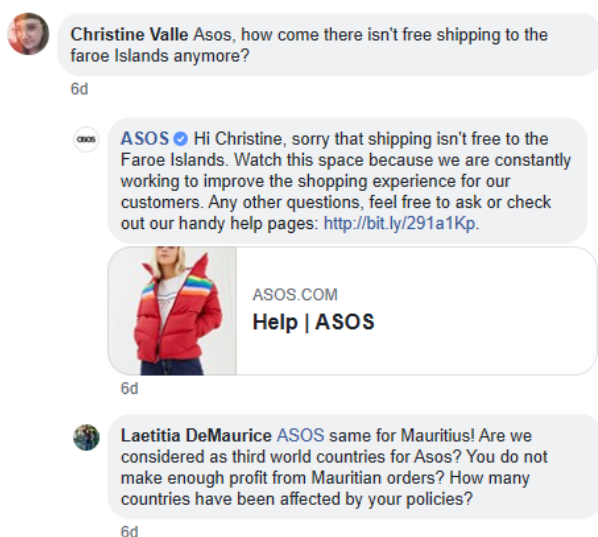 Christine Valle Asos, how come there isn't free shipping to the
faroe Islands anymore?
6d
asos
ASOS Hi Christine, sorry that shipping isn't free to the
Faroe Islands. Watch this space because we are constantly
working to improve the shopping experience for our
customers. Any other questions, feel free to ask or check
out our handy help pages: http://bit.ly/291a1Kp.
ASOS.COM
Help | ASOS
6d
Laetitia DeMaurice ASOS same for Mauritius! Are we
considered as third world countries for Asos? You do not
make enough profit from Mauritian orders? How many
countries have been affected by your policies?
6d